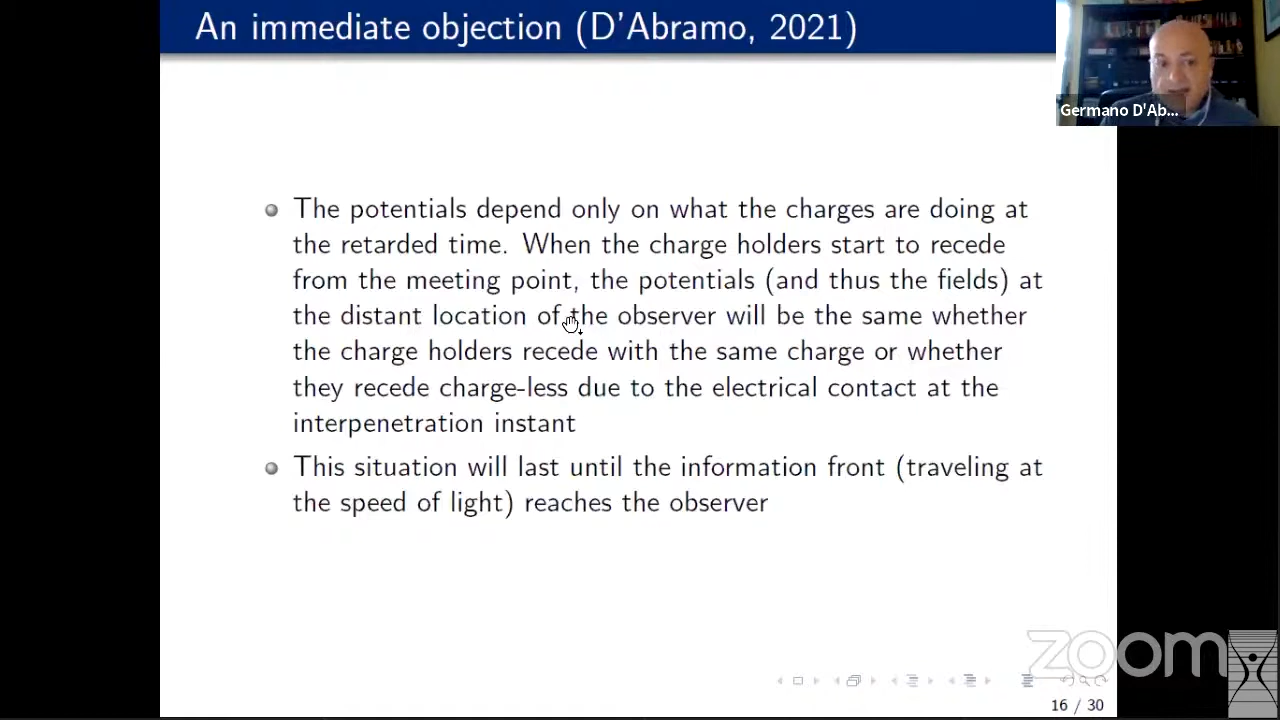 An immediate objection (D'Abramo, 2021)
Germano D'Ab...
The potentials depend only on what the charges are doing at
the retarded time. When the charge holders start to recede
from the meeting point, the potentials (and thus the fields) at
the distant location of the observer will be the same whether
the charge holders recede with the same charge or whether
they recede charge-less due to the electrical contact at the
interpenetration instant
This situation will last until the information front (traveling
at the speed of light) reaches the observer
zoom
16 / 30